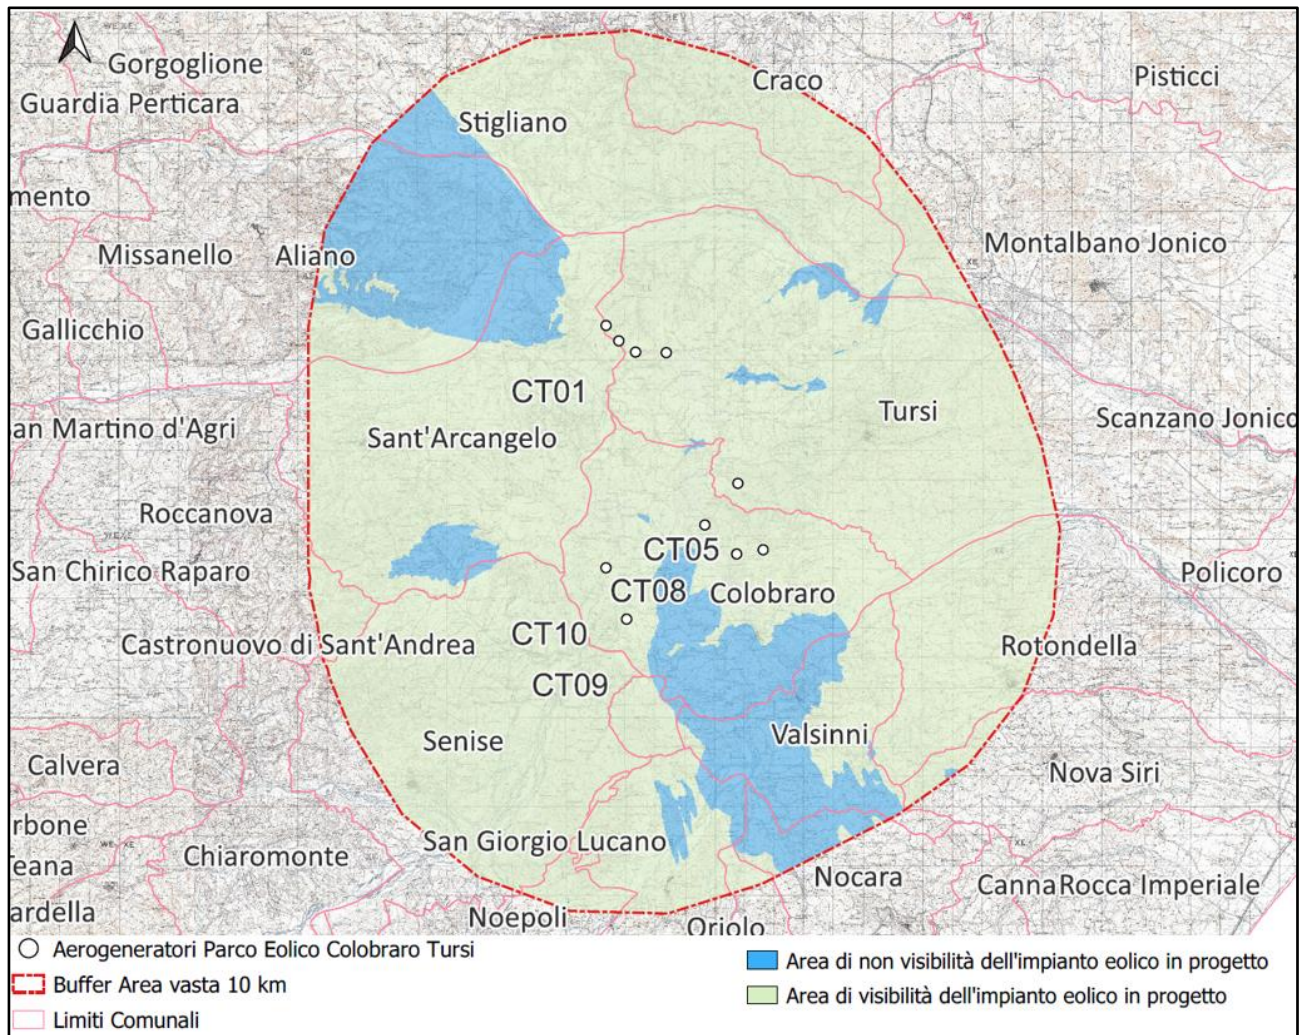 Gorgoglione
Craco
Pisticci
Guardia Perticara
Stigliano
mento
Missanello
Aliano
Montalbano Jonico
Gallicchio
CT01
Tursi
Scanzano Jonico
an Martino d'Agri
Sant'Arcangelo
Roccanova
CT05
San Chirico Raparo
Policoro
CT08
Colobraro
CT10
Castronuovo di Sant'Andrea
Rotondella
CT09
Senise
Valsinni
Calvera
Nova Siri
rbone
San Giorgio Lucano
Chiaromonte
eana
Nocara
Canna
Rocca Imperiale
ardella
Noepoli
Oriolo
Aerogeneratori Parco Eolico Colobraro Tursi
Buffer Area vasta 10 km
Limiti Comunali
Area di non visibilità dell'impianto eolico in progetto
Area di visibilità dell'impianto eolico in progetto